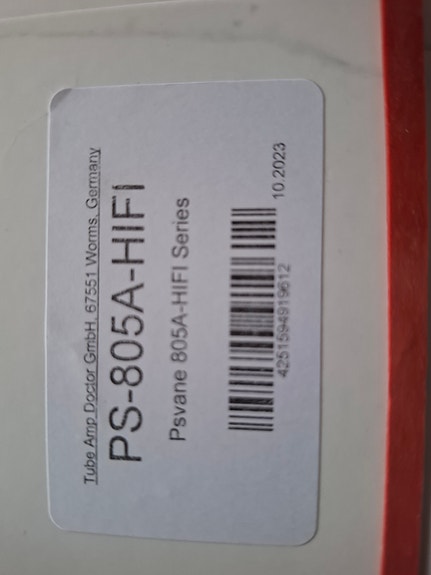 Tube Amp Doctor GmbH, 67551 Worms, Germany
PS-805A-HIFI
Psvane 805A-HIFI Series
4251594919612
10.2023